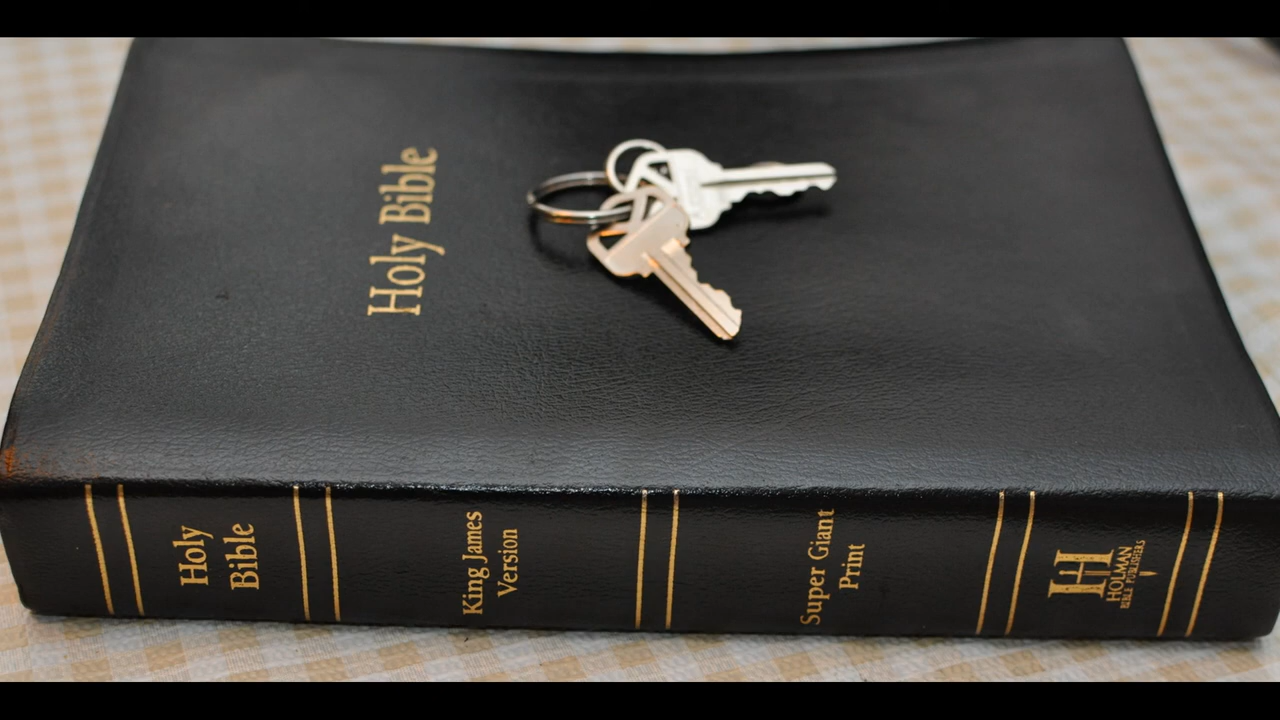 Holy Bible
Holy
Bible
King James
Version
Super Giant
Print
HOLMAN
BIBLE PUBLISHERS